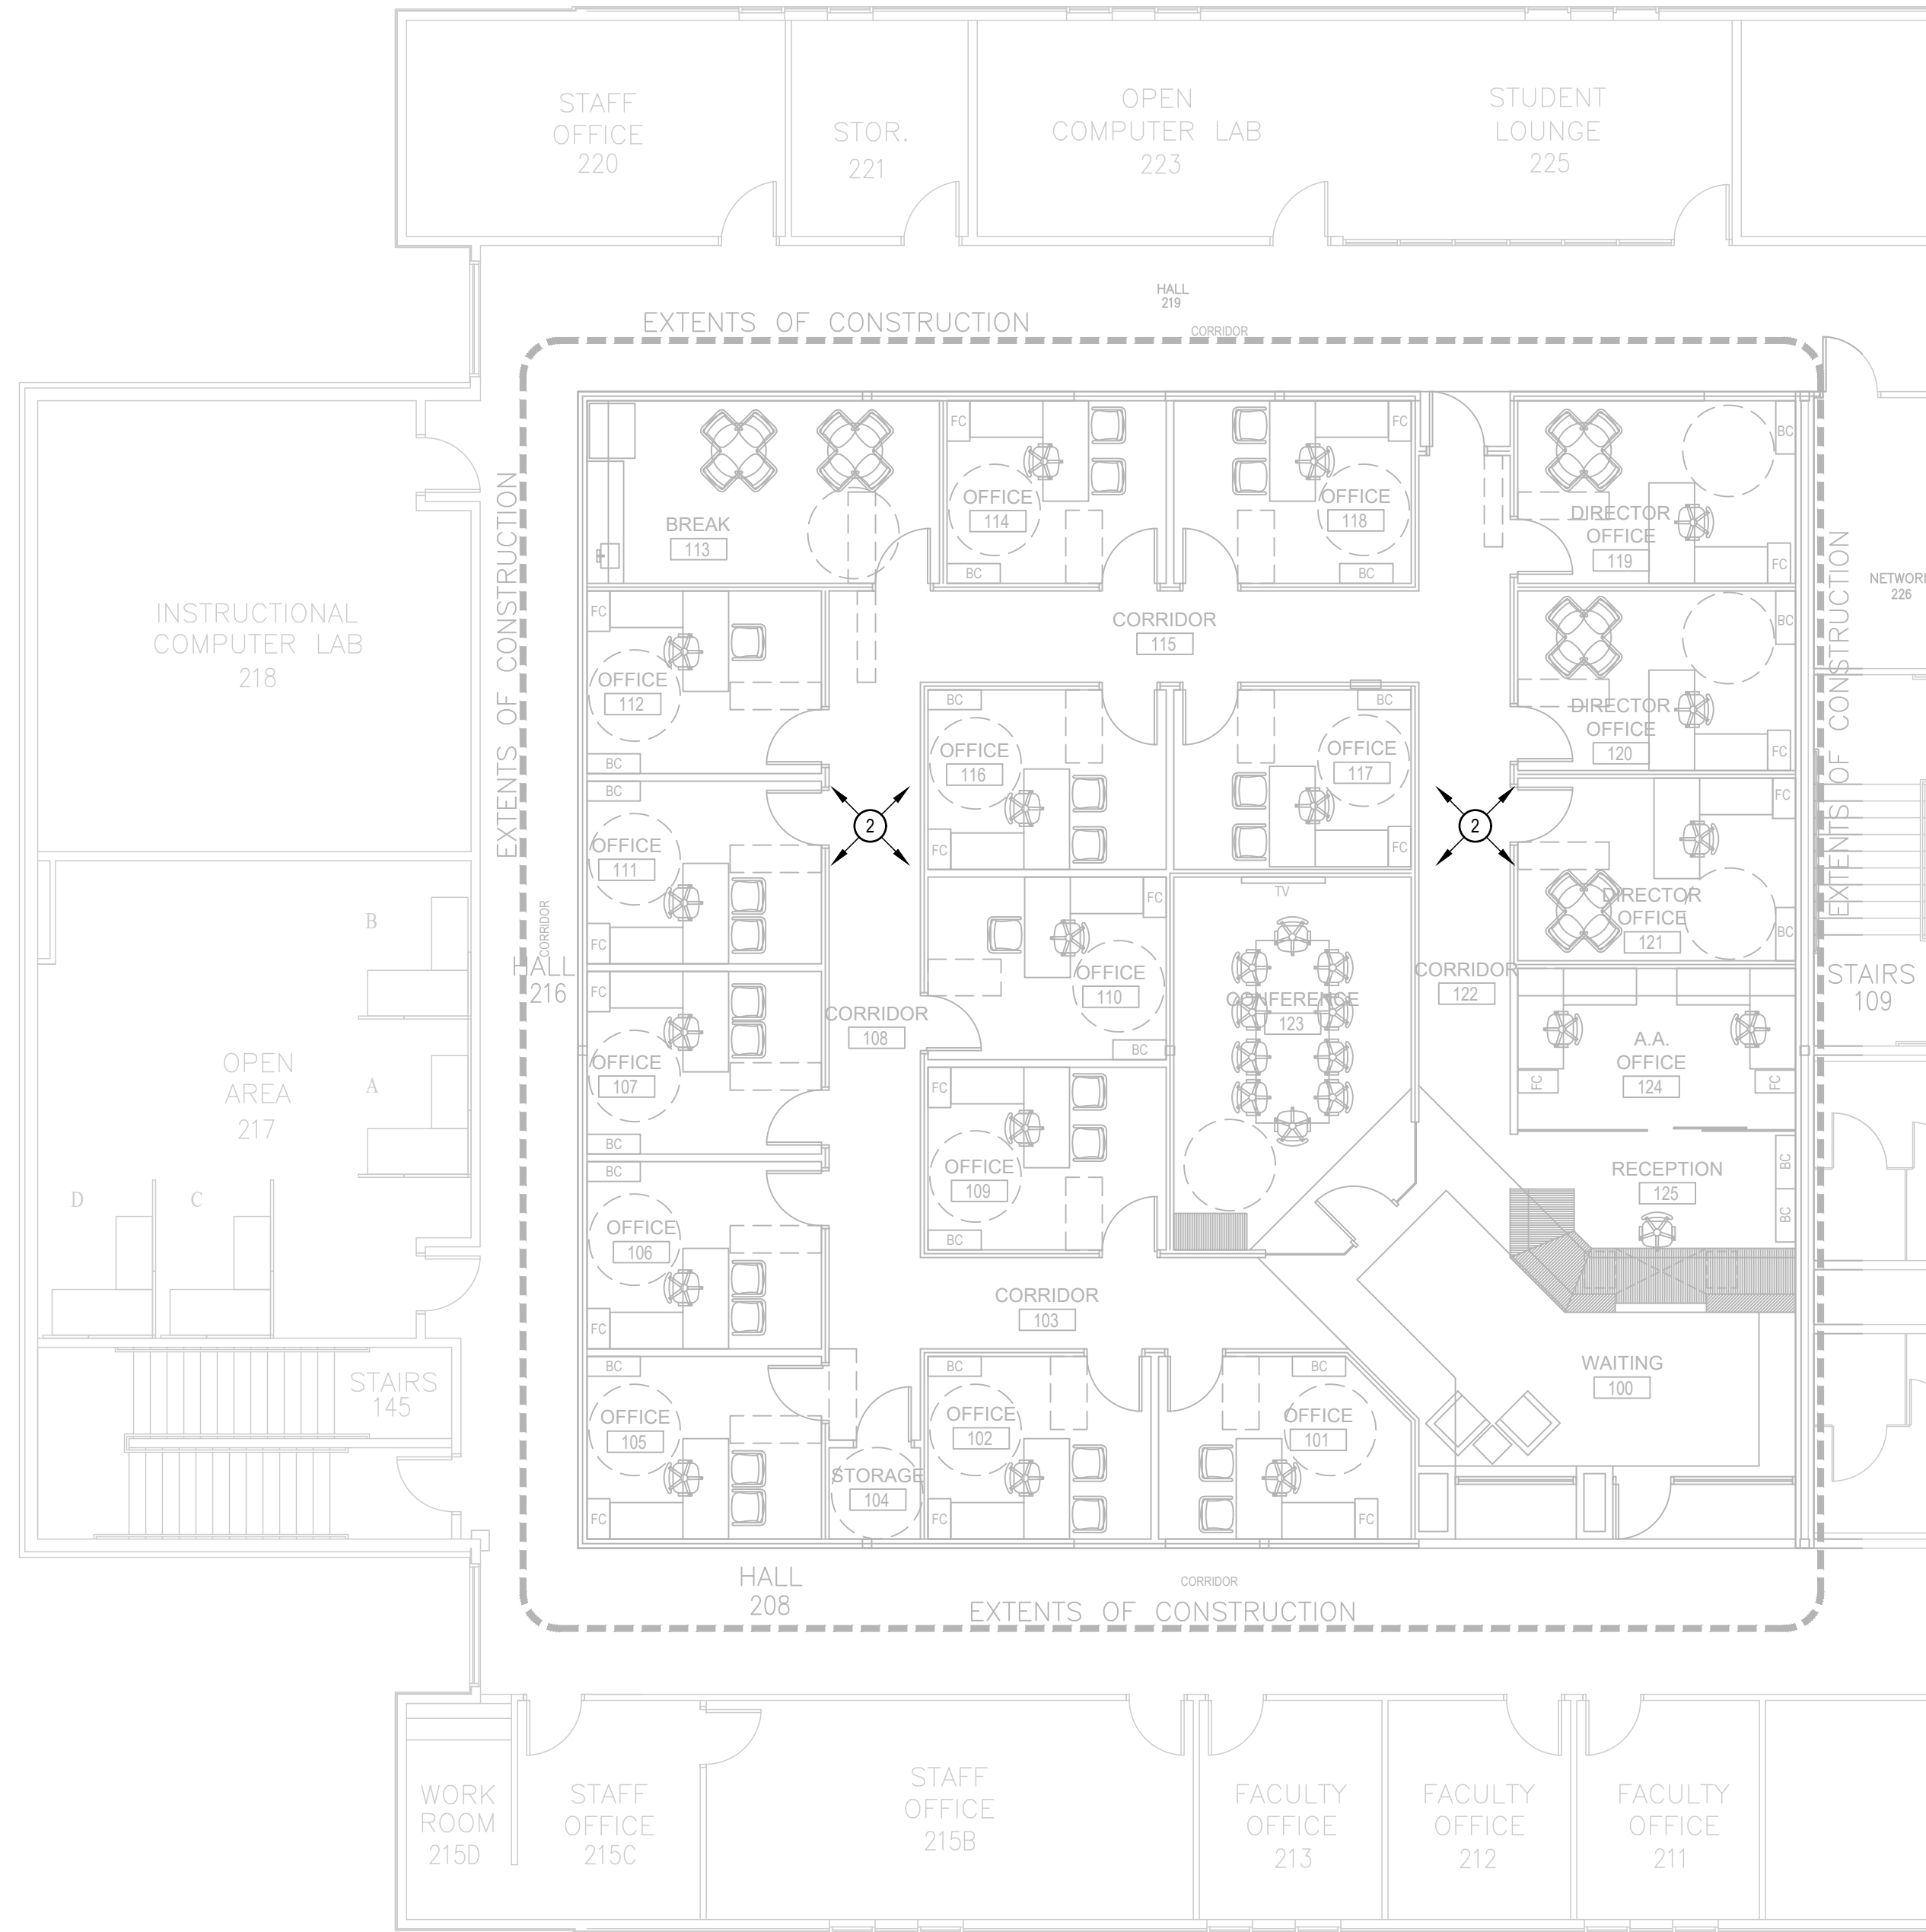 STAFF
OFFICE
220
STOR.
221
OPEN
COMPUTER LAB
223
STUDENT
LOUNGE
225
HALL
219
CORRIDOR
EXTENTS OF CONSTRUCTION
EXTENTS OF CONSTRUCTION
EXTENTS OF CONSTRUCTION
INSTRUCTIONAL
COMPUTER LAB
218
BREAK
113
FC
OFFICE
114
BC
FC
OFFICE
118
BC
BC
DIRECTOR
OFFICE
119
FC
226
CORRIDOR
115
FC
OFFICE
112
BC
BC
DIRECTOR
OFFICE
120
FC
BC
OFFICE
116
FC
BC
OFFICE
117
FC
2
2
BC
OFFICE
111
FC
FC
DIRECTOR
OFFICE
121
BC
TV
FC
OFFICE
110
BC
CONFERENCE
123
CORRIDOR
122
STAIRS
109
CORRIDOR
HALL
216
CORRIDOR
108
FC
OFFICE
107
BC
A.A.
OFFICE
124
FC
FC
B
OPEN
AREA
217
A
D
C
FC
OFFICE
109
BC
BC
OFFICE
106
FC
RECEPTION
125
BC
BC
CORRIDOR
103
WAITING
100
STAIRS
145
BC
OFFICE
105
FC
STORAGE
104
BC
OFFICE
102
FC
BC
OFFICE
101
FC
HALL
208
CORRIDOR
EXTENTS OF CONSTRUCTION
WORK
ROOM
215D
STAFF
OFFICE
215C
STAFF
OFFICE
215B
FACULTY
OFFICE
213
FACULTY
OFFICE
212
FACULTY
OFFICE
211